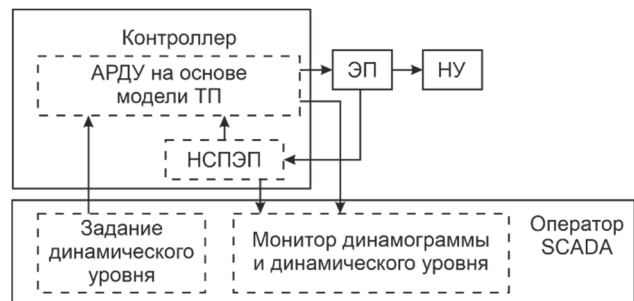 Контроллер
АРДУ на основе
модели ТП
ЭП
НУ
НСПЭП
Задание
динамического
уровня
Монитор динамограммы
и динамического уровня
Оператор
SCADA